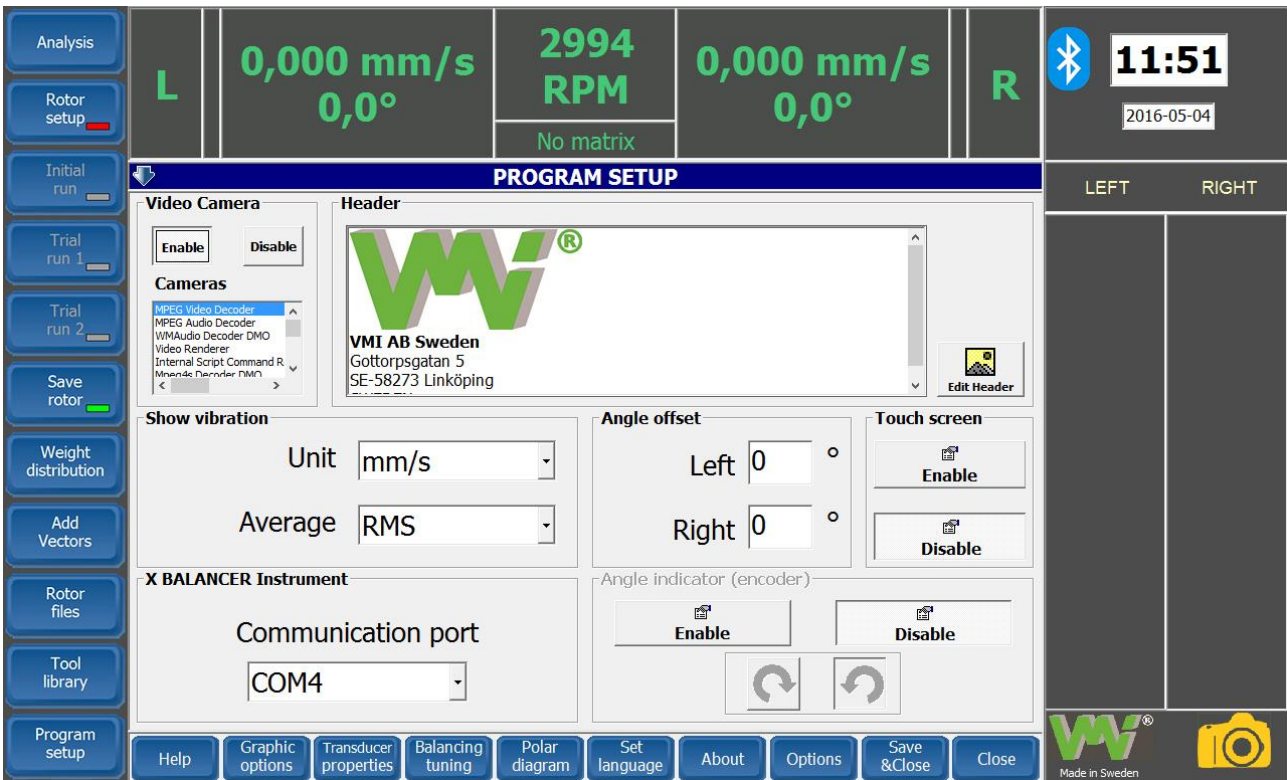 Analysis
Rotor
setup
Initial
run
Trial
run 1
Trial
run 2
Save
rotor
Weight
distribution
Add
Vectors
Rotor
files
Tool
library
Program
setup
L
0,000 mm/s
0,0°
2994
RPM
No matrix
0,000 mm/s
0,0°
R
11:51
2016-05-04
LEFT RIGHT
PROGRAM SETUP
Video Camera
Enable Disable
Cameras
MPEG Video Decoder
MPEG Audio Decoder
WMAudio Decoder DMO
Video Renderer
Internal Script Command R
Mpeg4s Decoder DMO
Header
VMI®
VMI AB Sweden
Gottorpsgatan 5
SE-58273 Linköping
Edit Header
Show vibration
Unit mm/s
Average RMS
Angle offset
Left 0 °
Right 0 °
Touch screen
Enable
Disable
X BALANCER Instrument
Communication port
COM4
Angle indicator (encoder)
Enable Disable
Help
Graphic
options
Transducer
properties
Balancing
tuning
Polar
diagram
Set
language
About
Options
Save
&Close
Close
VMI®
Made in Sweden